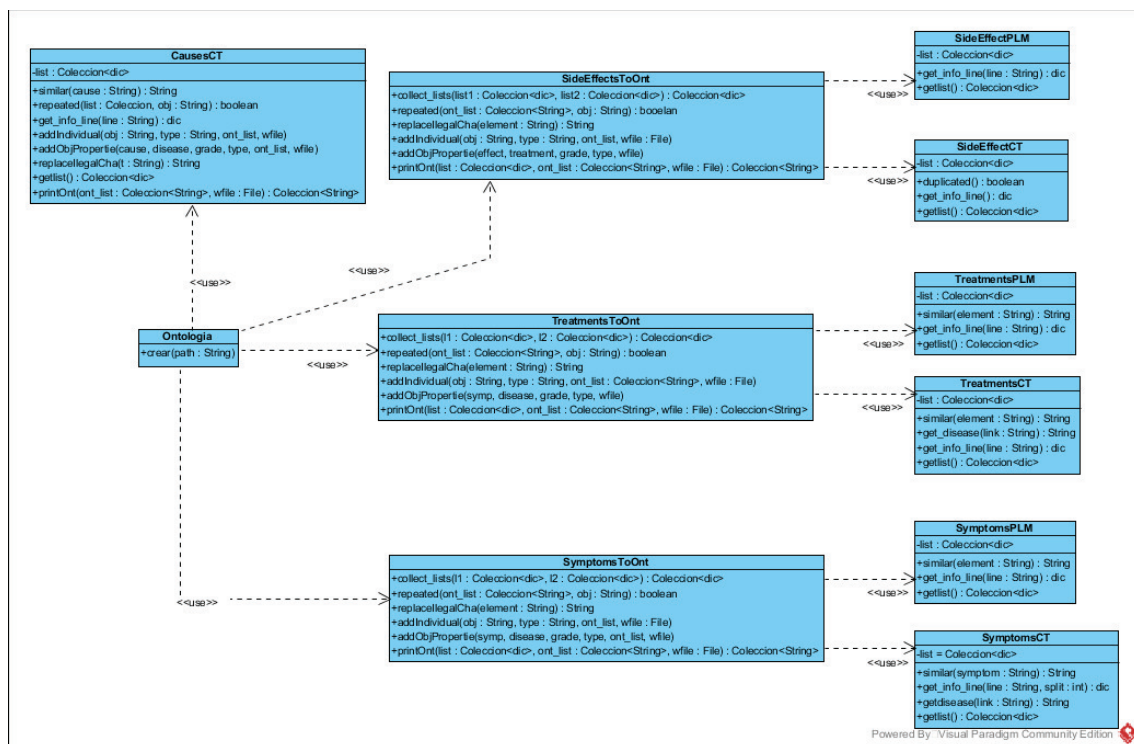 CausesCT
-list : Coleccion<dic>
+similar(cause : String) : String
+repeated(list : Coleccion, obj : String) : boolean
+get_info_line(line : String) : dic
+addIndividual(obj : String, type : String, ont_list, wfile)
+addObjPropertie(cause, disease, grade, type, ont_list, wfile)
+replaceIlegalCha(t : String) : String
+getlist() : Coleccion<dic>
+printOnt(ont_list : Coleccion<String>, wfile : File) : Coleccion<String>
SideEffectsToOnt
+collect_lists(list1 : Coleccion<dic>, list2 : Coleccion<dic>) : Coleccion<dic>
+repeated(ont_list : Coleccion<String>, obj : String) : booelan
+replaceIlegalCha(element : String) : String
+addIndividual(obj : String, type : String, ont_list, wfile : File)
+addObjPropertie(effect, treatment, grade, type, wfile)
+printOnt(list : Coleccion<dic>, ont_list : Coleccion<String>, wfile : File) : Coleccion<String>
SideEffectPLM
-list : Coleccion<dic>
+get_info_line(line : String) : dic
+getlist() : Coleccion<dic>
<<use>>
SideEffectCT
-list : Coleccion<dic>
+duplicated() : boolean
+get_info_line() : dic
+getlist() : Coleccion<dic>
<<use>>
<<use>>
<<use>>
Ontologia
+crear(path : String)
<<use>>
TreatmentsToOnt
+collect_lists(l1 : Coleccion<dic>, l2 : Coleccion<dic>) : Coleccion<dic>
+repeated(ont_list : Coleccion<String>, obj : String) : boolean
+replaceIlegalCha(element : String) : String
+addIndividual(obj : String, type : String, ont_list : Coleccion<String>, wfile : File)
+addObjPropertie(symp, disease, grade, type, wfile)
+printOnt(list : Coleccion<dic>, ont_list : Coleccion<String>, wfile : File) : Coleccion<String>
TreatmentsPLM
-list : Coleccion<dic>
+similar(element : String) : String
+get_info_line(line : String) : dic
+getlist() : Coleccion<dic>
<<use>>
TreatmentsCT
-list : Coleccion<dic>
+similar(element : String) : String
+get_disease(link : String) : String
+get_info_line(line : String) : dic
+getlist() : Coleccion<dic>
<<use>>
<<use>>
SymptomsToOnt
+collect_lists(l1 : Coleccion<dic>, l2 : Coleccion<dic>) : Coleccion<dic>
+repeated(ont_list : Coleccion<String>, obj : String) : boolean
+replaceIlegalCha(element : String) : String
+addIndividual(obj : String, type : String, ont_list, wfile : File)
+addObjPropertie(symp, disease, grade, type, ont_list, wfile)
+printOnt(list : Coleccion<dic>, ont_list : Coleccion<String>, wfile : File) : Coleccion<String>
SymptomsPLM
-list : Coleccion<dic>
+similar(element : String) : String
+get_info_line(line : String) : dic
+getlist() : Coleccion<dic>
<<use>>
SymptomsCT
-list = Coleccion<dic>
+similar(symptom : String) : String
+get_info_line(line : String, split : int) : dic
+getdisease(link : String) : String
+getlist() : Coleccion<dic>
<<use>>
Powered By Visual Paradigm Community Edition